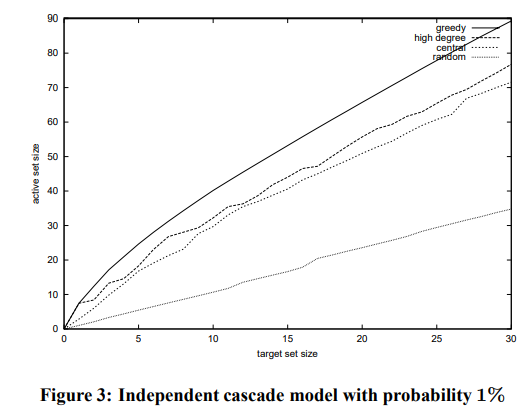 90
80
70
60
50
40
30
20
10
0
active set size
greedy
high degree
central
random
0 5 10 15 20 25 30
target set size
Figure 3: Independent cascade model with probability 1%